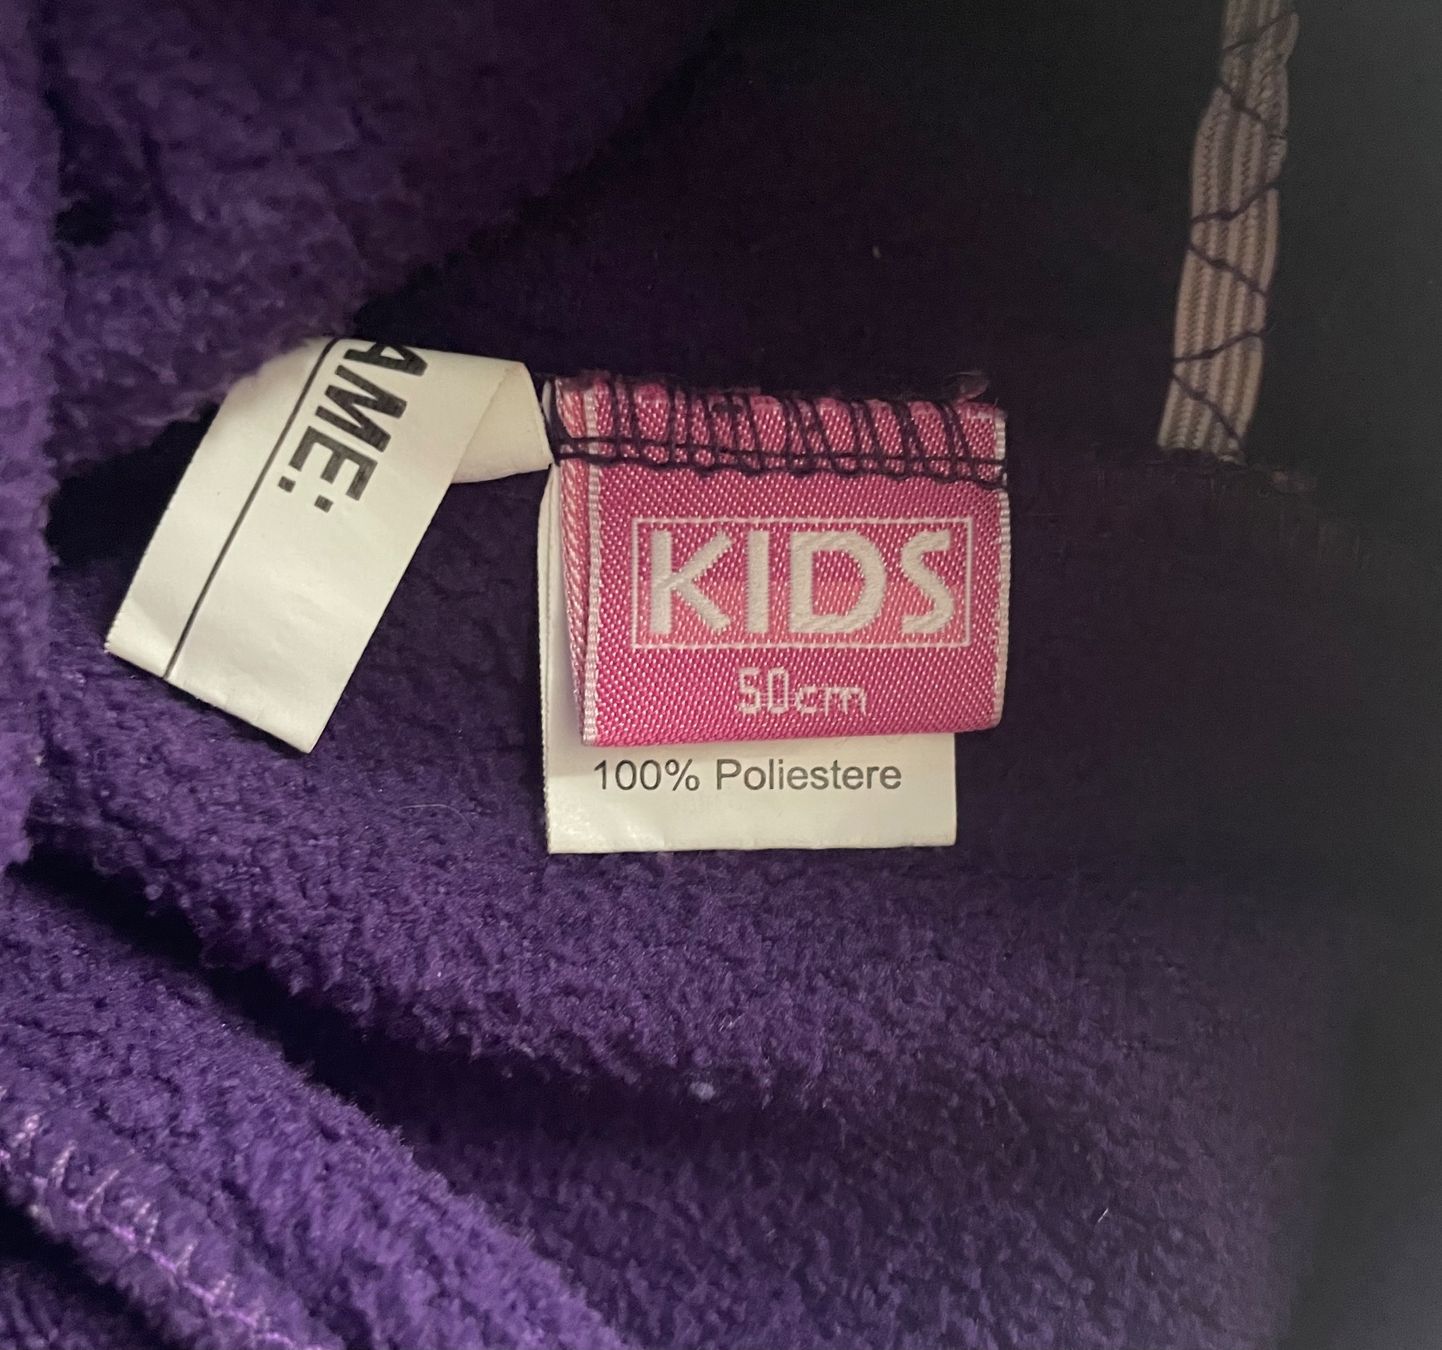 AME:
KIDS
50cm
100% Poliestere